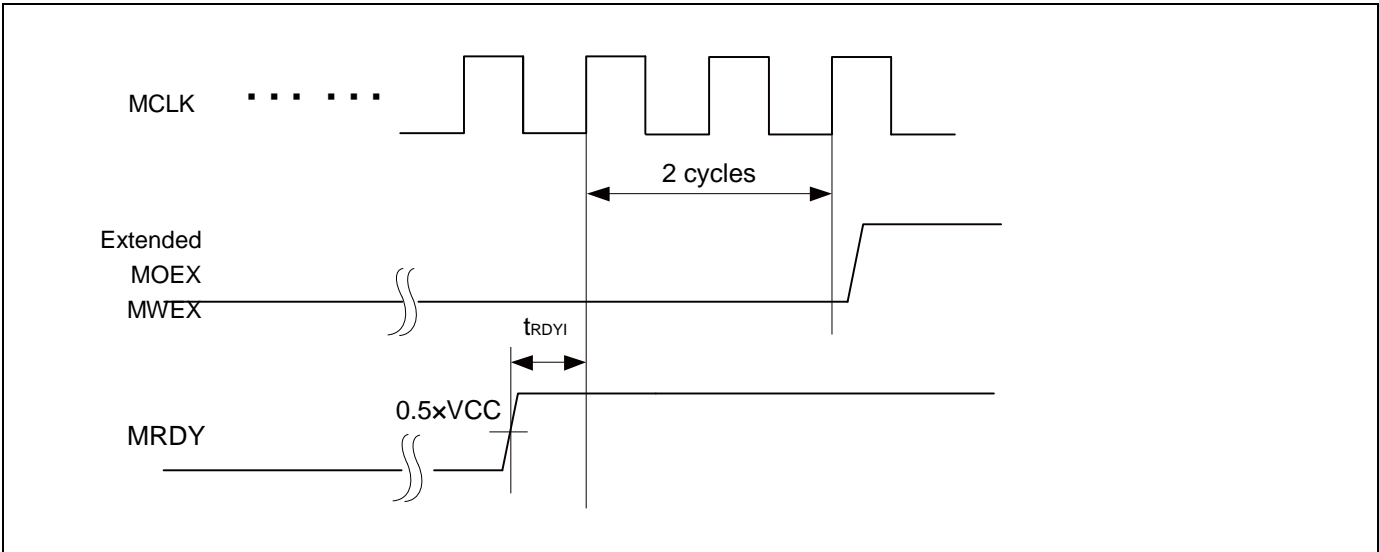 MCLK
2 cycles
Extended
MOEX
MWEX
tRDYI
0.5×VCC
MRDY